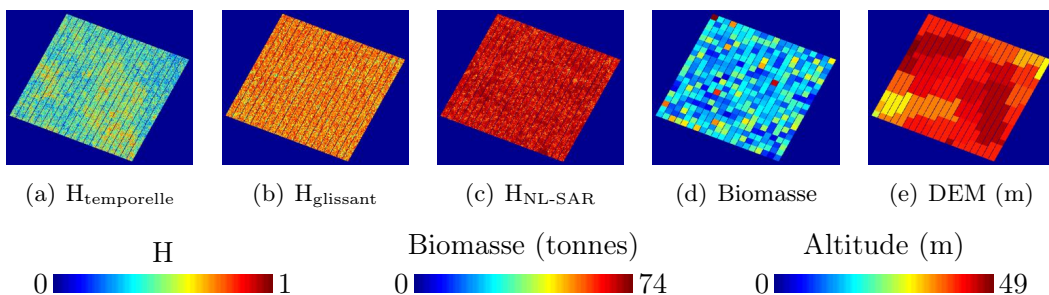 (a) H_temporelle (b) H_glissant (c) H_NL-SAR (d) Biomasse (e) DEM (m)
H Biomasse (tonnes) Altitude (m)
0 1 0 74 0 49